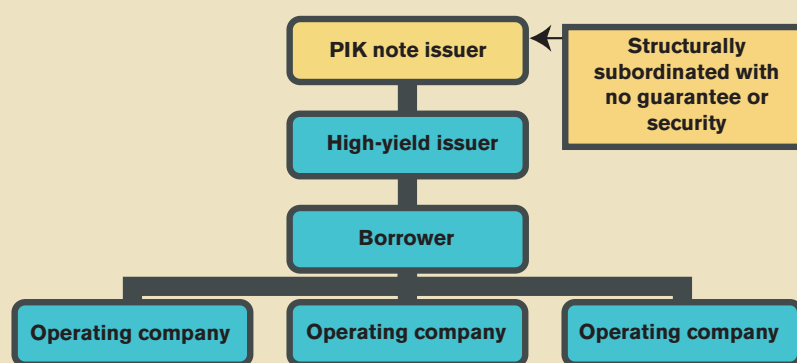 PIK note issuer
Structurally
subordinated with
no guarantee or
security
High-yield issuer
Borrower
Operating company
Operating company
Operating company